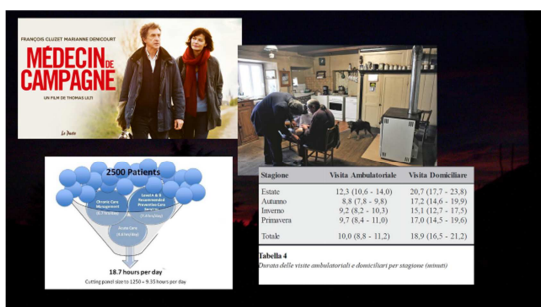 FRANÇOIS CLUZET MARIANNE DENICOURT
MÉDECIN DE
CAMPAGNE
UN FILM DE THOMAS LILTI
Le Pacte
2500 Patients
Chronic Care
Management
Preventive Care
Acute Care
18.7 hours per day
Cutting panel size to 1250 = 9.35 hours per day
Stagione Visita Ambulatoriale Visita Domiciliare
Estate 12,3 (10,6 - 14,0) 20,7 (17,7 - 23,8)
Autunno 8,8 (7,8 - 9,8) 17,2 (14,6 - 19,9)
Inverno 9,2 (8,2 - 10,3) 15,1 (12,7 - 17,5)
Primavera 9,7 (8,4 - 11,0) 17,0 (14,5 - 19,6)
Totale 10,0 (8,8 - 11,2) 18,9 (16,5 - 21,2)
Tabella 4
Durata delle visite ambulatoriali e domiciliari per stagione (minuti)